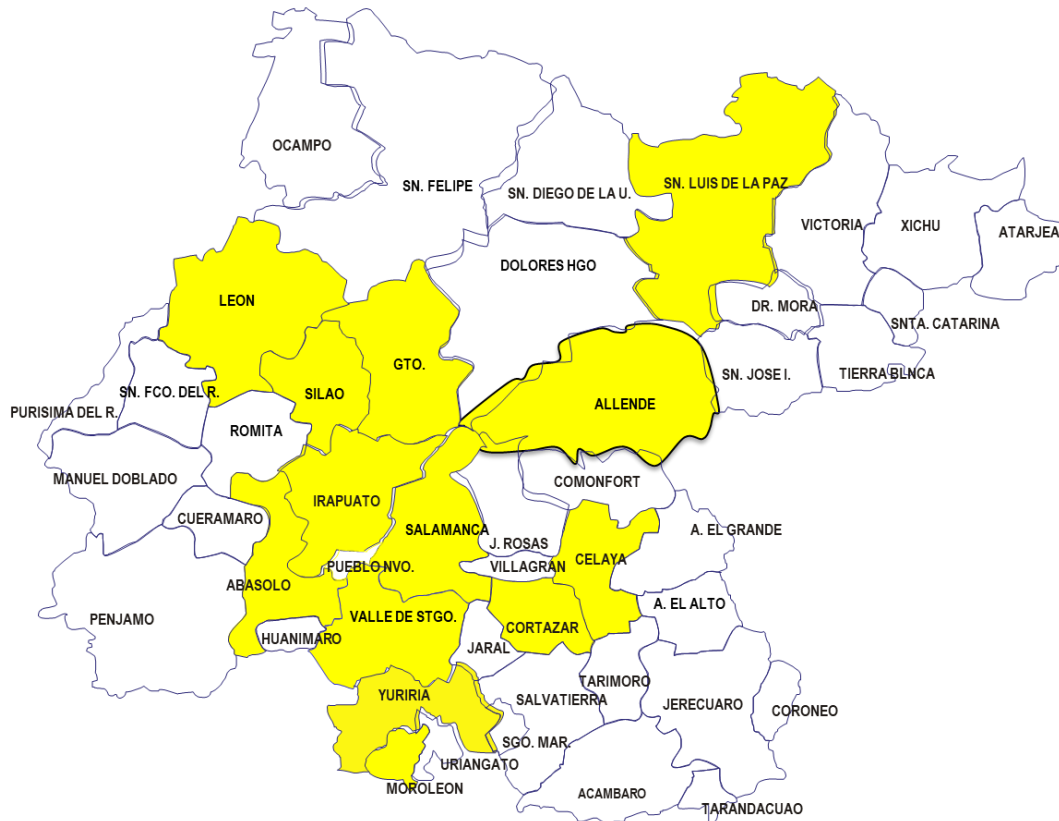 OCAMPO
SN. FELIPE
SN. DIEGO DE LA U.
SN. LUIS DE LA PAZ
VICTORIA
XICHU
ATARJEA
DOLORES HGO
LEON
DR. MORA
SNTA. CATARINA
GTO.
SN. JOSE I.
TIERRA BLNCA
SN. FCO. DEL R.
SILAO
ALLENDE
PURISIMA DEL R.
ROMITA
MANUEL DOBLADO
COMONFORT
IRAPUATO
CUERAMARO
SALAMANCA
A. EL GRANDE
J. ROSAS
CELAYA
PUEBLO NVO.
VILLAGRAN
ABASOLO
A. EL ALTO
PENJAMO
VALLE DE STGO.
CORTAZAR
HUANIMARO
JARAL
TARIMORO
YURIRIA
SALVATIERRA
JERECUARO
CORONEO
SGO. MAR.
URIANGATO
MOROLEON
ACAMBARO
TARANDACUAO